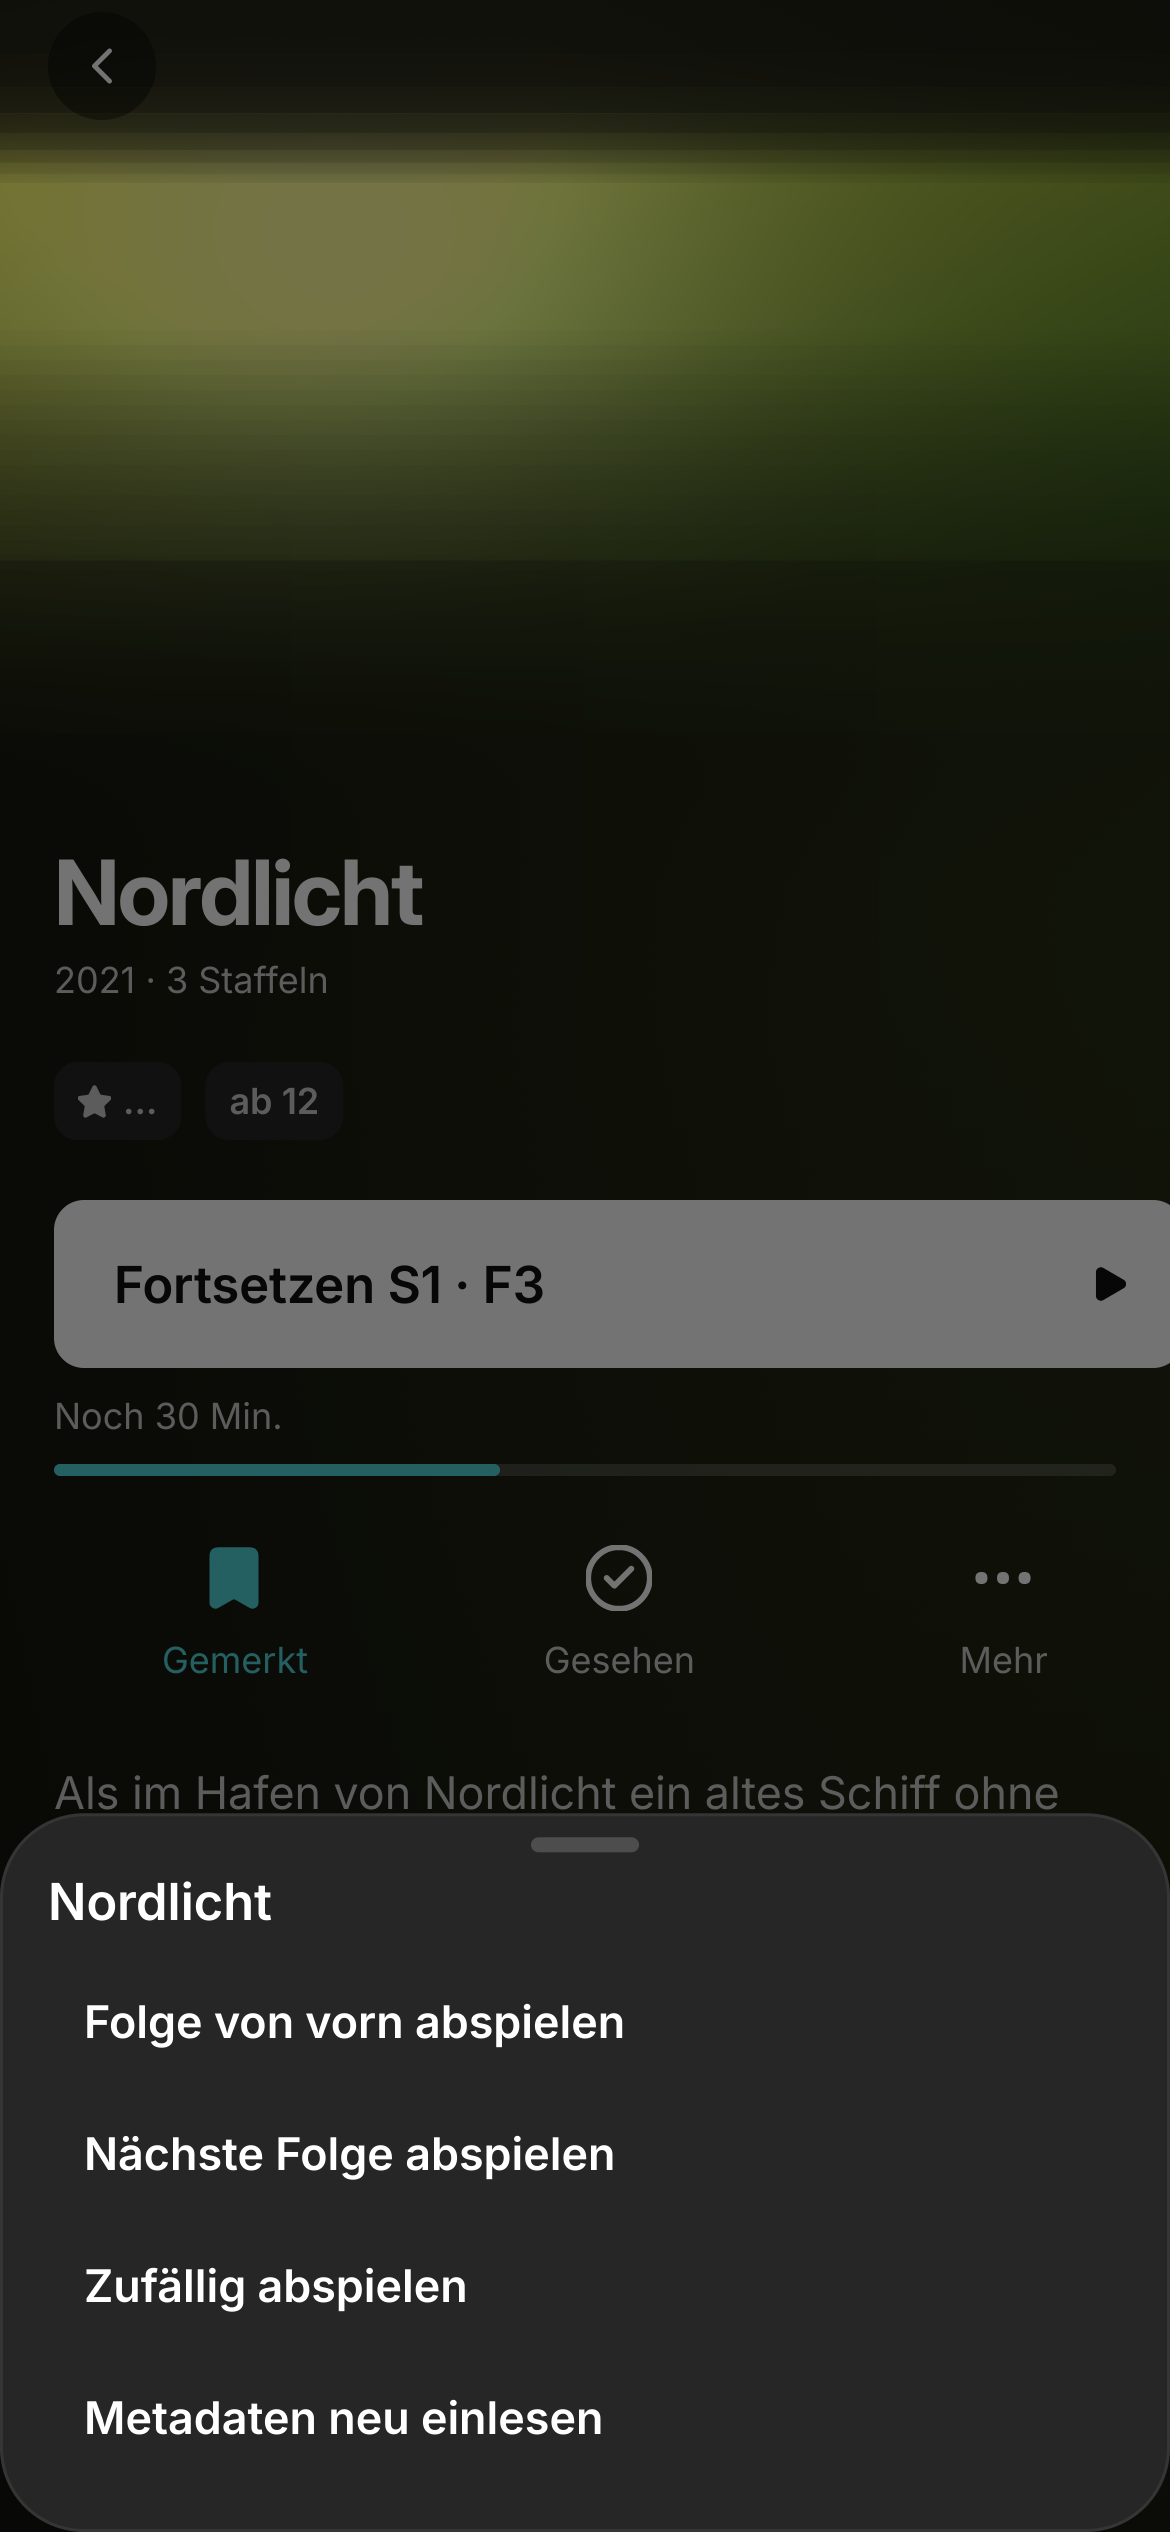 Nordlicht
2021 · 3 Staffeln
★ ... ab 12
Fortsetzen S1 · F3
Noch 30 Min.
Gemerkt Gesehen Mehr
Als im Hafen von Nordlicht ein altes Schiff ohne
Nordlicht
Folge von vorn abspielen
Nächste Folge abspielen
Zufällig abspielen
Metadaten neu einlesen